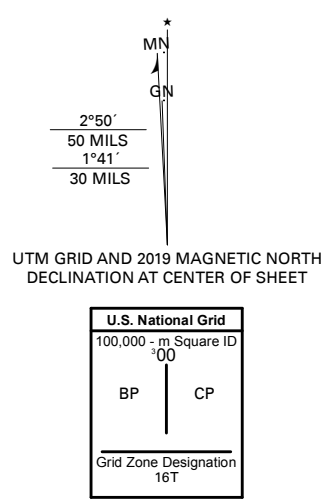 ★
MN
GN
2°50´
50 MILS
1°41´
30 MILS
UTM GRID AND 2019 MAGNETIC NORTH
DECLINATION AT CENTER OF SHEET
U.S. National Grid
100,000 - m Square ID
³00
BP CP
Grid Zone Designation
16T